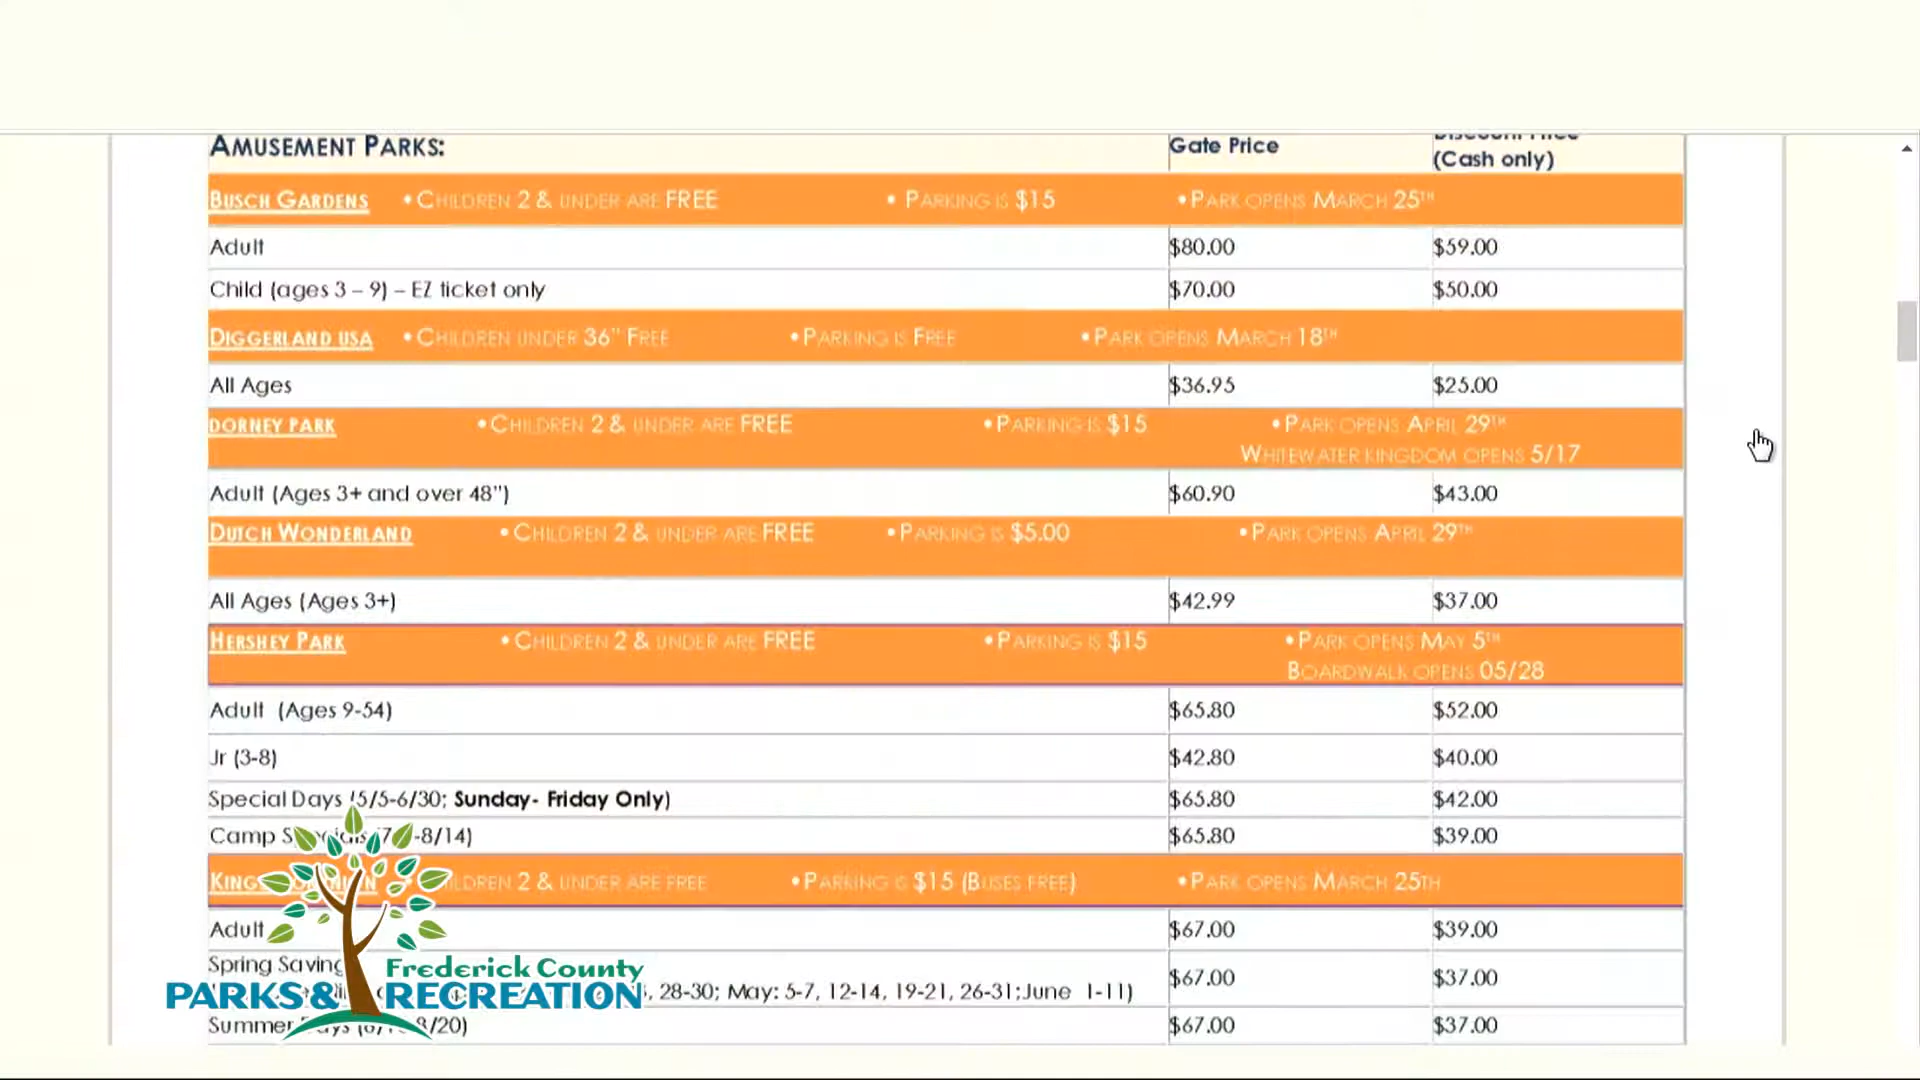 AMUSEMENT PARKS: Gate Price (Cash only)
BUSCH GARDENS • CHILDREN 2 & UNDER ARE FREE • PARKING IS $15 • PARK OPENS MARCH 25TH
Adult $80.00 $59.00
Child (ages 3 – 9) – EZ ticket only $70.00 $50.00
DIGGERLAND USA • CHILDREN UNDER 36" FREE • PARKING IS FREE • PARK OPENS MARCH 18TH
All Ages $36.95 $25.00
DORNEY PARK • CHILDREN 2 & UNDER ARE FREE • PARKING IS $15 • PARK OPENS APRIL 29TH
WHITEWATER KINGDOM OPENS 5/17
Adult (Ages 3+ and over 48") $60.90 $43.00
DUTCH WONDERLAND • CHILDREN 2 & UNDER ARE FREE • PARKING IS $5.00 • PARK OPENS APRIL 29TH
All Ages (Ages 3+) $42.99 $37.00
HERSHEY PARK • CHILDREN 2 & UNDER ARE FREE • PARKING IS $15 • PARK OPENS MAY 5TH
BOARDWALK OPENS 05/28
Adult (Ages 9-54) $65.80 $52.00
Jr (3-8) $42.80 $40.00
Special Days (5/5-6/30; Sunday- Friday Only) $65.80 $42.00
Camp -8/14) $65.80 $39.00
2 & UNDER ARE FREE • PARKING IS $15 (BUSES FREE) • PARK OPENS MARCH 25TH
Adult $67.00 $39.00
Spring $67.00 $37.00
28-30; May: 5-7, 12-14, 19-21, 26-31;June 1-11)
Summer /20) $67.00 $37.00
Frederick County
PARKS & RECREATION